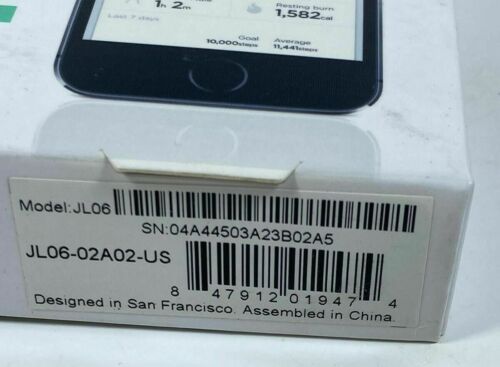 1h 2m
Resting burn
1,582cal
Last 7 days
Goal
10,000steps
Average
11,441steps
Model:JL06
SN:04A44503A23B02A5
JL06-02A02-US
8 47912 01947 4
Designed in San Francisco. Assembled in China.